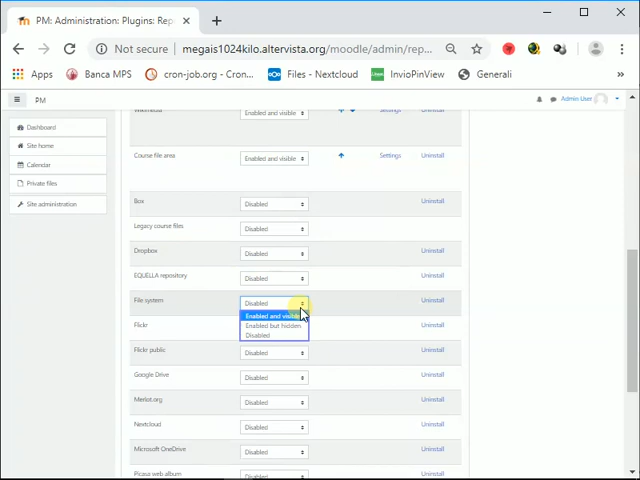 PM: Administration: Plugins: Rep
Not secure megais1024kilo.altervista.org/moodle/admin/rep...
Apps Banca MPS cron-job.org - Cron... Files - Nextcloud InvioPinView Generali »
PM Admin User
Dashboard
Site home
Calendar
Private files
Site administration
Wikimedia Enabled and visible Settings Uninstall
Course file area Enabled and visible Settings Uninstall
Box Disabled Uninstall
Legacy course files Disabled
Dropbox Disabled Uninstall
EQUELLA repository Disabled Uninstall
File system Disabled Uninstall
Enabled and visible
Enabled but hidden
Disabled
Flickr Uninstall
Flickr public Disabled Uninstall
Google Drive Disabled Uninstall
Merlot.org Disabled Uninstall
Nextcloud Disabled Uninstall
Microsoft OneDrive Disabled Uninstall
Picasa web album Disabled Uninstall